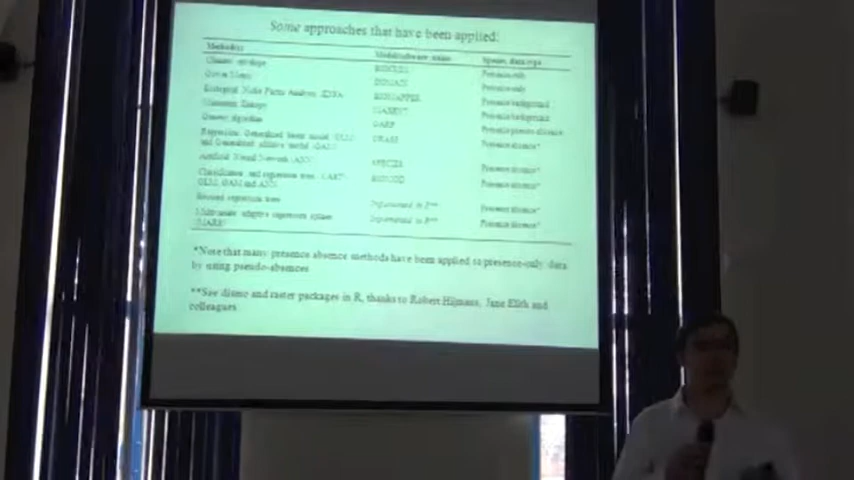 Some approaches that have been applied:
Method(s) Model/software name Species data type
Climatic envelope BIOCLIM Presence-only
Gower Metric DOMAIN Presence-only
Ecological Niche Factor Analysis (ENFA) BIOMAPPER Presence/background
Maximum Entropy MAXENT Presence/background
Genetic algorithm GARP Presence/pseudo-absence
Regression: Generalized linear model (GLM) GRASP Presence/absence*
and Generalized additive model (GAM)
Artificial Neural Network (ANN) SPECIES Presence/absence*
Classification and regression trees (CART) BIOMOD Presence/absence*
GLM, GAM and ANN
Boosted regression trees Implemented in R** Presence/absence*
Multivariate adaptive regression splines Implemented in R** Presence/absence*
(MARS)
*Note that many presence absence methods have been applied to presence-only data
by using pseudo-absences
**See dismo and raster packages in R, thanks to Robert Hijmans, Jane Elith and
colleagues